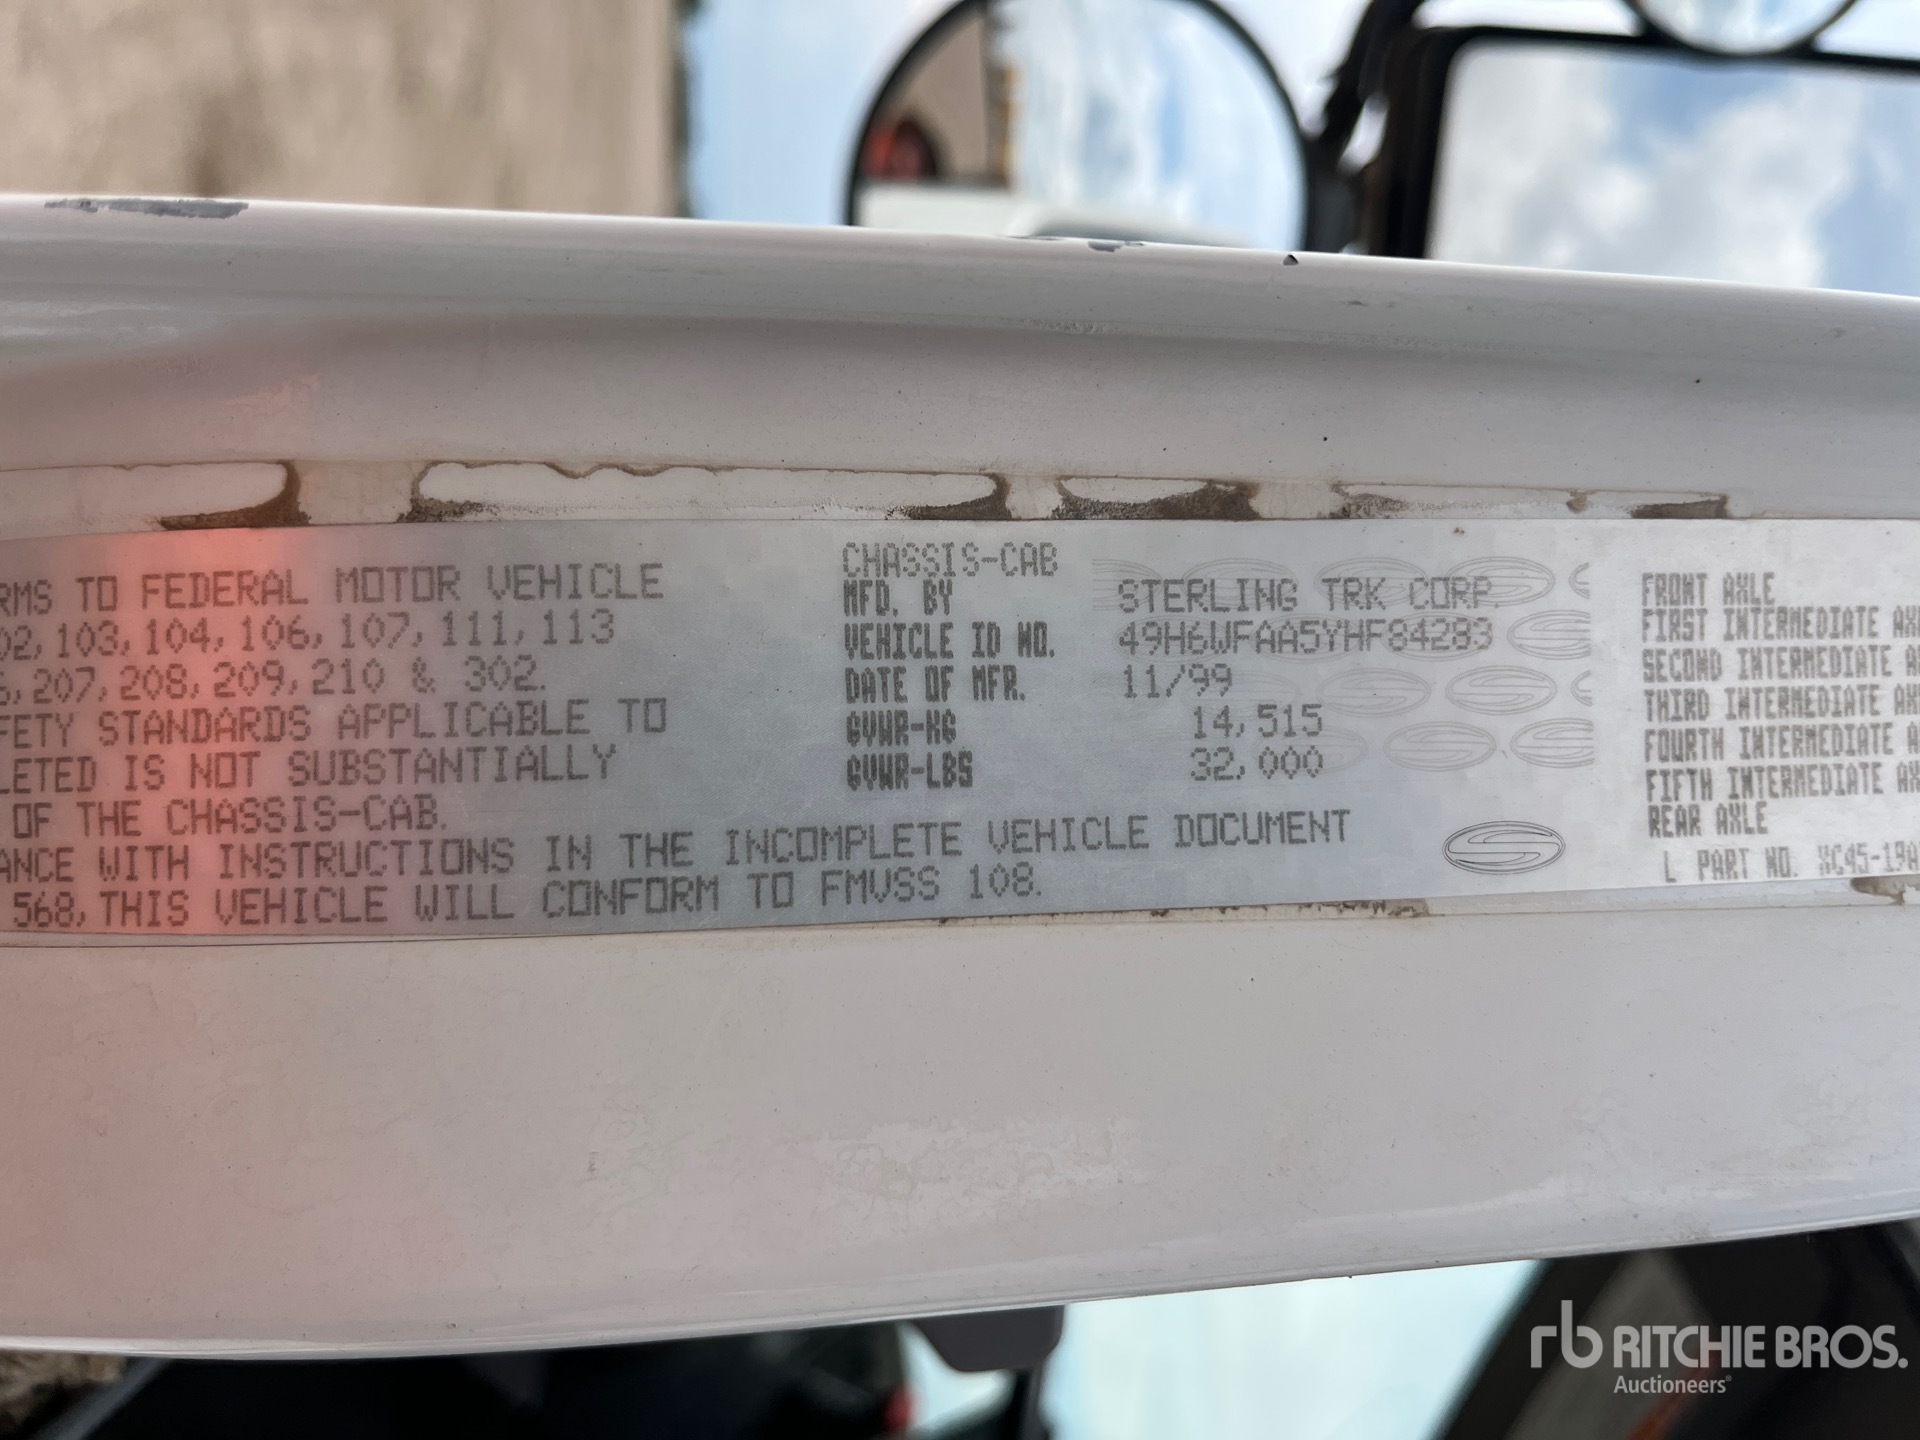 RMS TO FEDERAL MOTOR VEHICLE
02, 103, 104, 106, 107, 111, 113
6, 207, 208, 209, 210 & 302.
FETY STANDARDS APPLICABLE TO
LETED IS NOT SUBSTANTIALLY
OF THE CHASSIS-CAB.
ANCE WITH INSTRUCTIONS IN THE INCOMPLETE VEHICLE DOCUMENT
568, THIS VEHICLE WILL CONFORM TO FMVSS 108.
CHASSIS-CAB
MFD. BY STERLING TRK CORP.
VEHICLE ID NO. 49H6WFAA5YHF84283
DATE OF MFR. 11/99
GVWR-KG 14,515
GVWR-LBS 32,000
FRONT AXLE
FIRST INTERMEDIATE AX
SECOND INTERMEDIATE A
THIRD INTERMEDIATE AX
FOURTH INTERMEDIATE A
FIFTH INTERMEDIATE AX
REAR AXLE
L PART NO. XC45-19A
rb RITCHIE BROS.
Auctioneers®